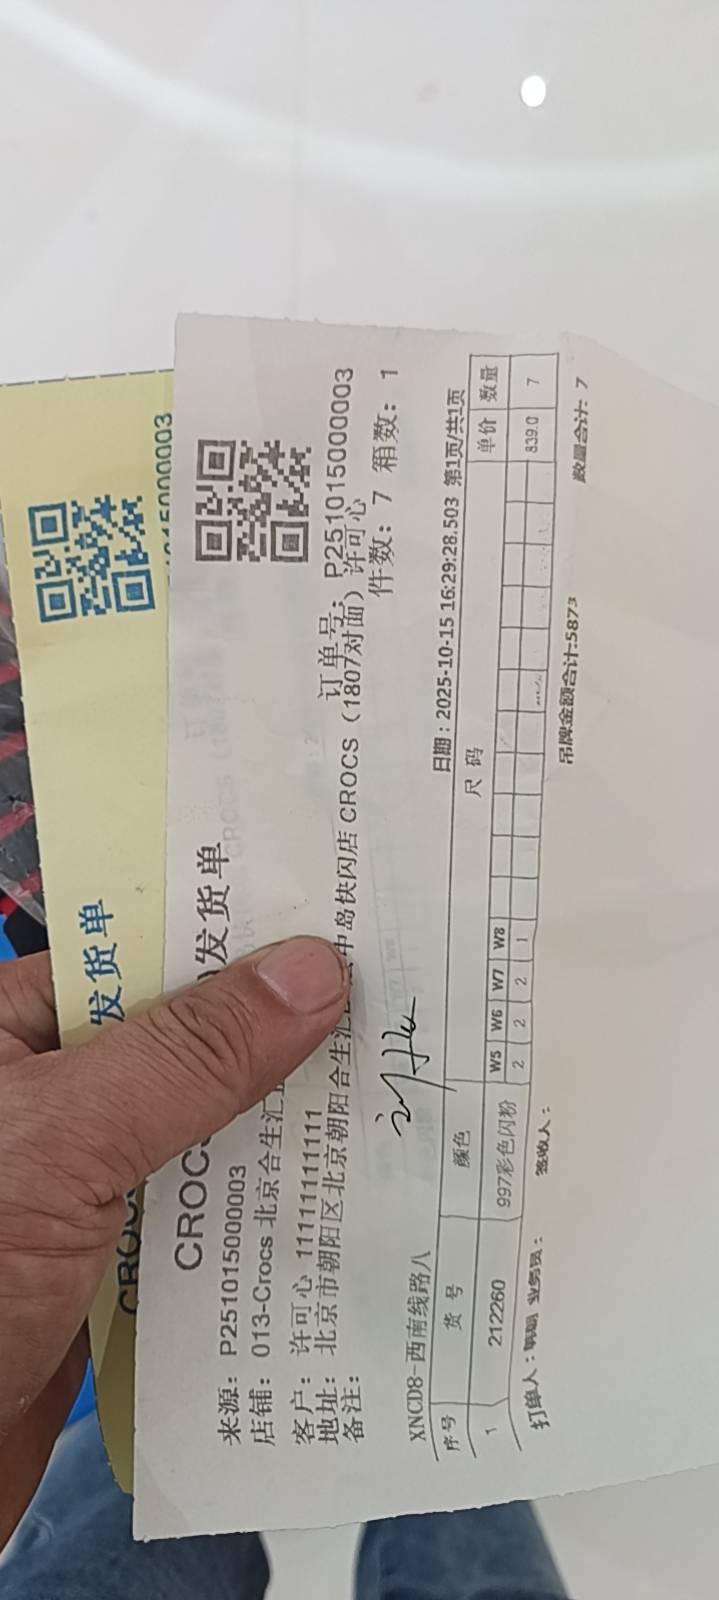 发货单
CROCS
015000003
CROCS
)发货单
来源: P251015000003
店铺: 013-Crocs 北京合生汇
订单号: P251015000003
客户: 许可心 11111111111
地址: 北京市朝阳区北京朝阳合生汇
中岛快闪店 CROCS (1807对面) 许可心
备注:
件数: 7 箱数: 1
XNCD8-西南线路八
日期: 2025-10-15 16:29:28.503 第1页/共1页
序号 货号 颜色 尺码 单价 数量
W5 W6 W7 W8
1 212260 997彩色闪粉 2 2 2 1 839.0 7
打单人: 业务员: 签收人: 吊牌金额合计:5873 数量合计: 7